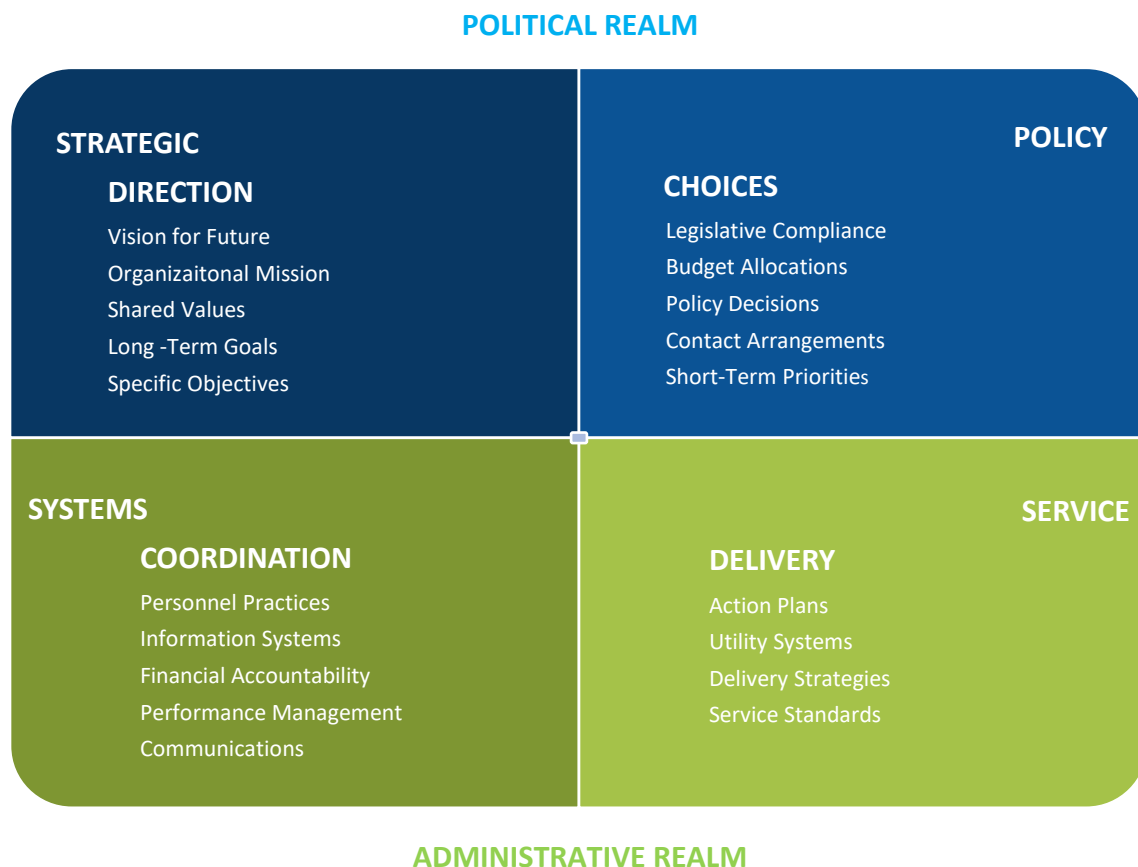 POLITICAL REALM
STRATEGIC
DIRECTION
Vision for Future
Organizaitonal Mission
Shared Values
Long -Term Goals
Specific Objectives
POLICY
CHOICES
Legislative Compliance
Budget Allocations
Policy Decisions
Contact Arrangements
Short-Term Priorities
SYSTEMS
COORDINATION
Personnel Practices
Information Systems
Financial Accountability
Performance Management
Communications
SERVICE
DELIVERY
Action Plans
Utility Systems
Delivery Strategies
Service Standards
ADMINISTRATIVE REALM